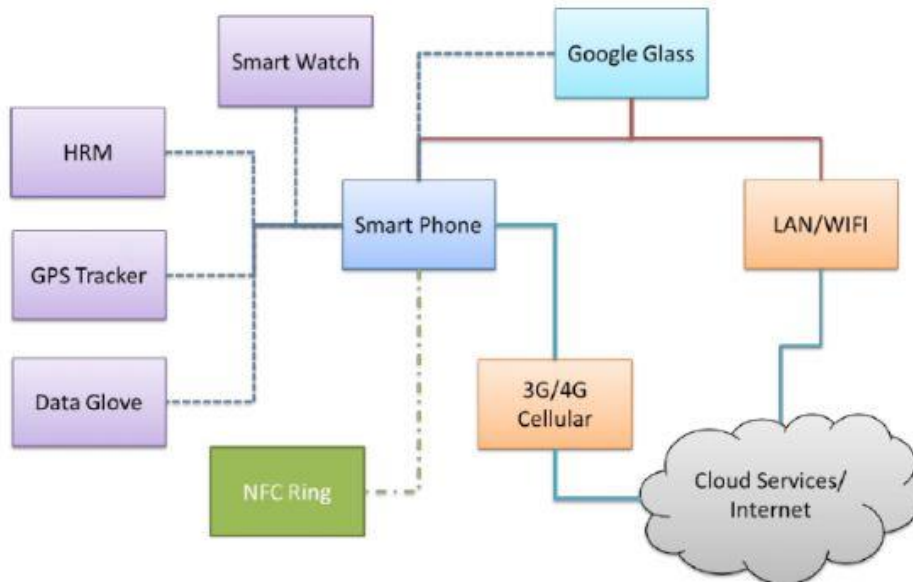 Smart Watch
Google Glass
HRM
Smart Phone
LAN/WIFI
GPS Tracker
Data Glove
3G/4G
Cellular
NFC Ring
Cloud Services/
Internet